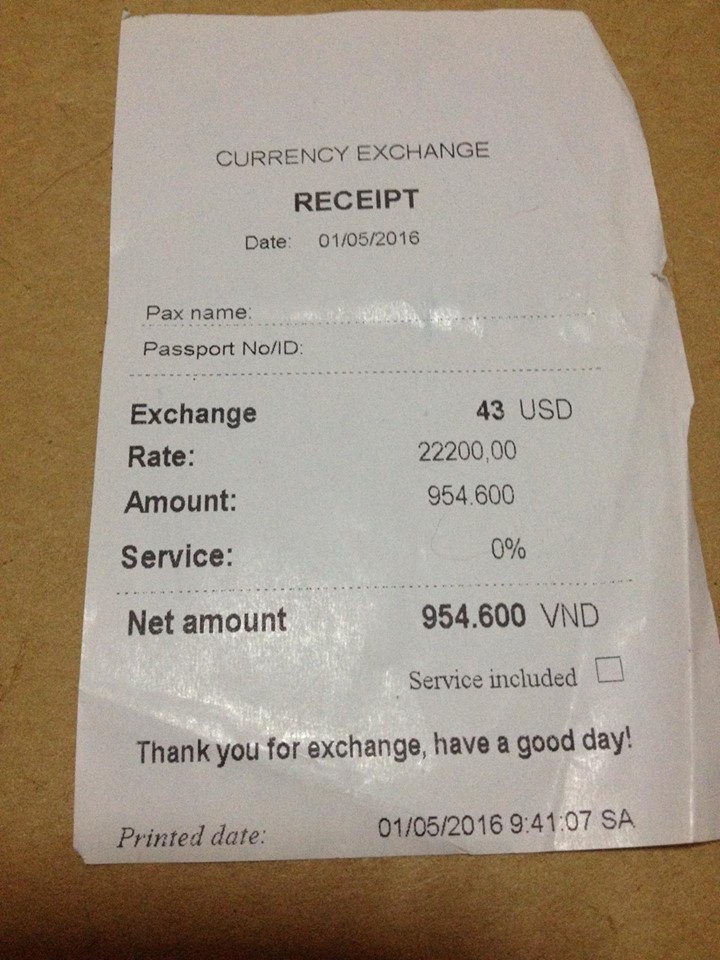 CURRENCY EXCHANGE
RECEIPT
Date: 01/05/2016
Pax name:
Passport No/ID:
Exchange 43 USD
Rate: 22200,00
Amount: 954.600
Service: 0%
Net amount 954.600 VND
Service included
Thank you for exchange, have a good day!
Printed date: 01/05/2016 9:41:07 SA